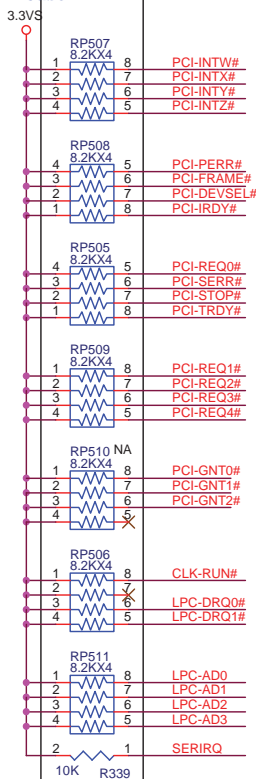 3.3VS
RP507
8.2KX4
1 8 PCI-INTW#
2 7 PCI-INTX#
3 6 PCI-INTY#
4 5 PCI-INTZ#
RP508
8.2KX4
4 5 PCI-PERR#
3 6 PCI-FRAME#
2 7 PCI-DEVSEL#
1 8 PCI-IRDY#
RP505
8.2KX4
4 5 PCI-REQ0#
3 6 PCI-SERR#
2 7 PCI-STOP#
1 8 PCI-TRDY#
RP509
8.2KX4
1 8 PCI-REQ1#
2 7 PCI-REQ2#
3 6 PCI-REQ3#
4 5 PCI-REQ4#
RP510 NA
8.2KX4
1 8 PCI-GNT0#
2 7 PCI-GNT1#
3 6 PCI-GNT2#
4 5
RP506
8.2KX4
1 8 CLK-RUN#
2 7
3 6 LPC-DRQ0#
4 5 LPC-DRQ1#
RP511
8.2KX4
1 8 LPC-AD0
2 7 LPC-AD1
3 6 LPC-AD2
4 5 LPC-AD3
2 1 SERIRQ
10K R339